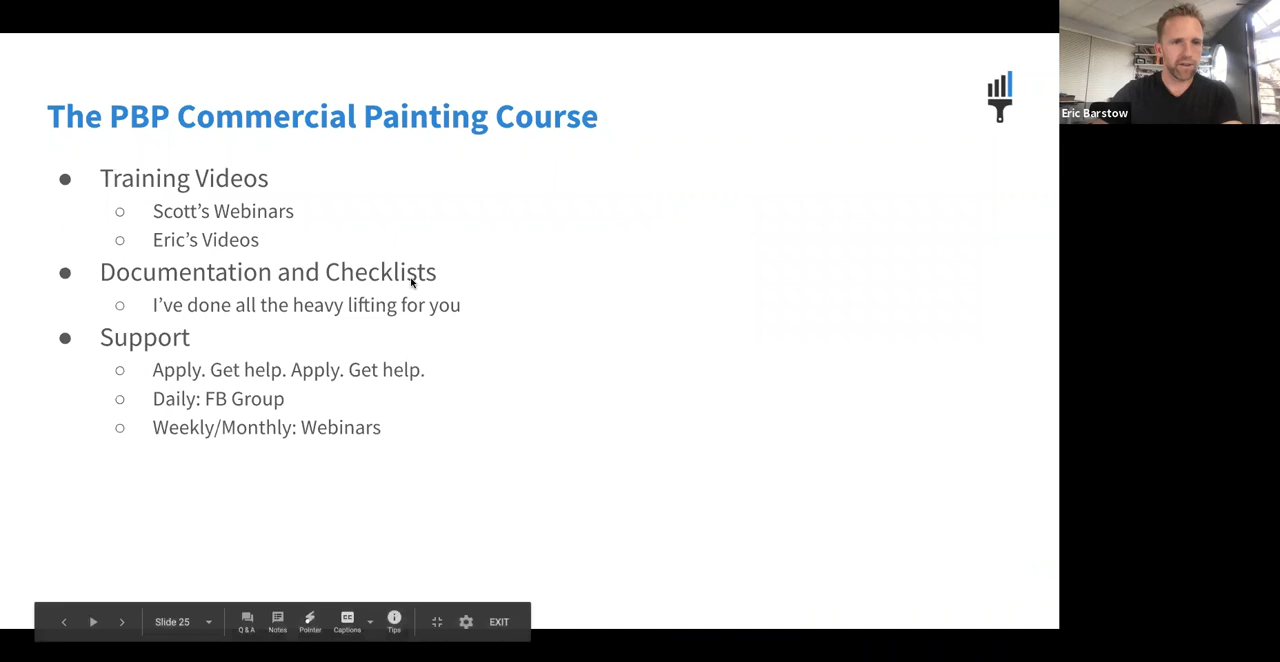 The PBP Commercial Painting Course
Training Videos
Scott’s Webinars
Eric’s Videos
Documentation and Checklists
I’ve done all the heavy lifting for you
Support
Apply. Get help. Apply. Get help.
Daily: FB Group
Weekly/Monthly: Webinars
Eric Barstow
Slide 25
Q & A
Notes
Pointer
CC
Captions
Tips
EXIT